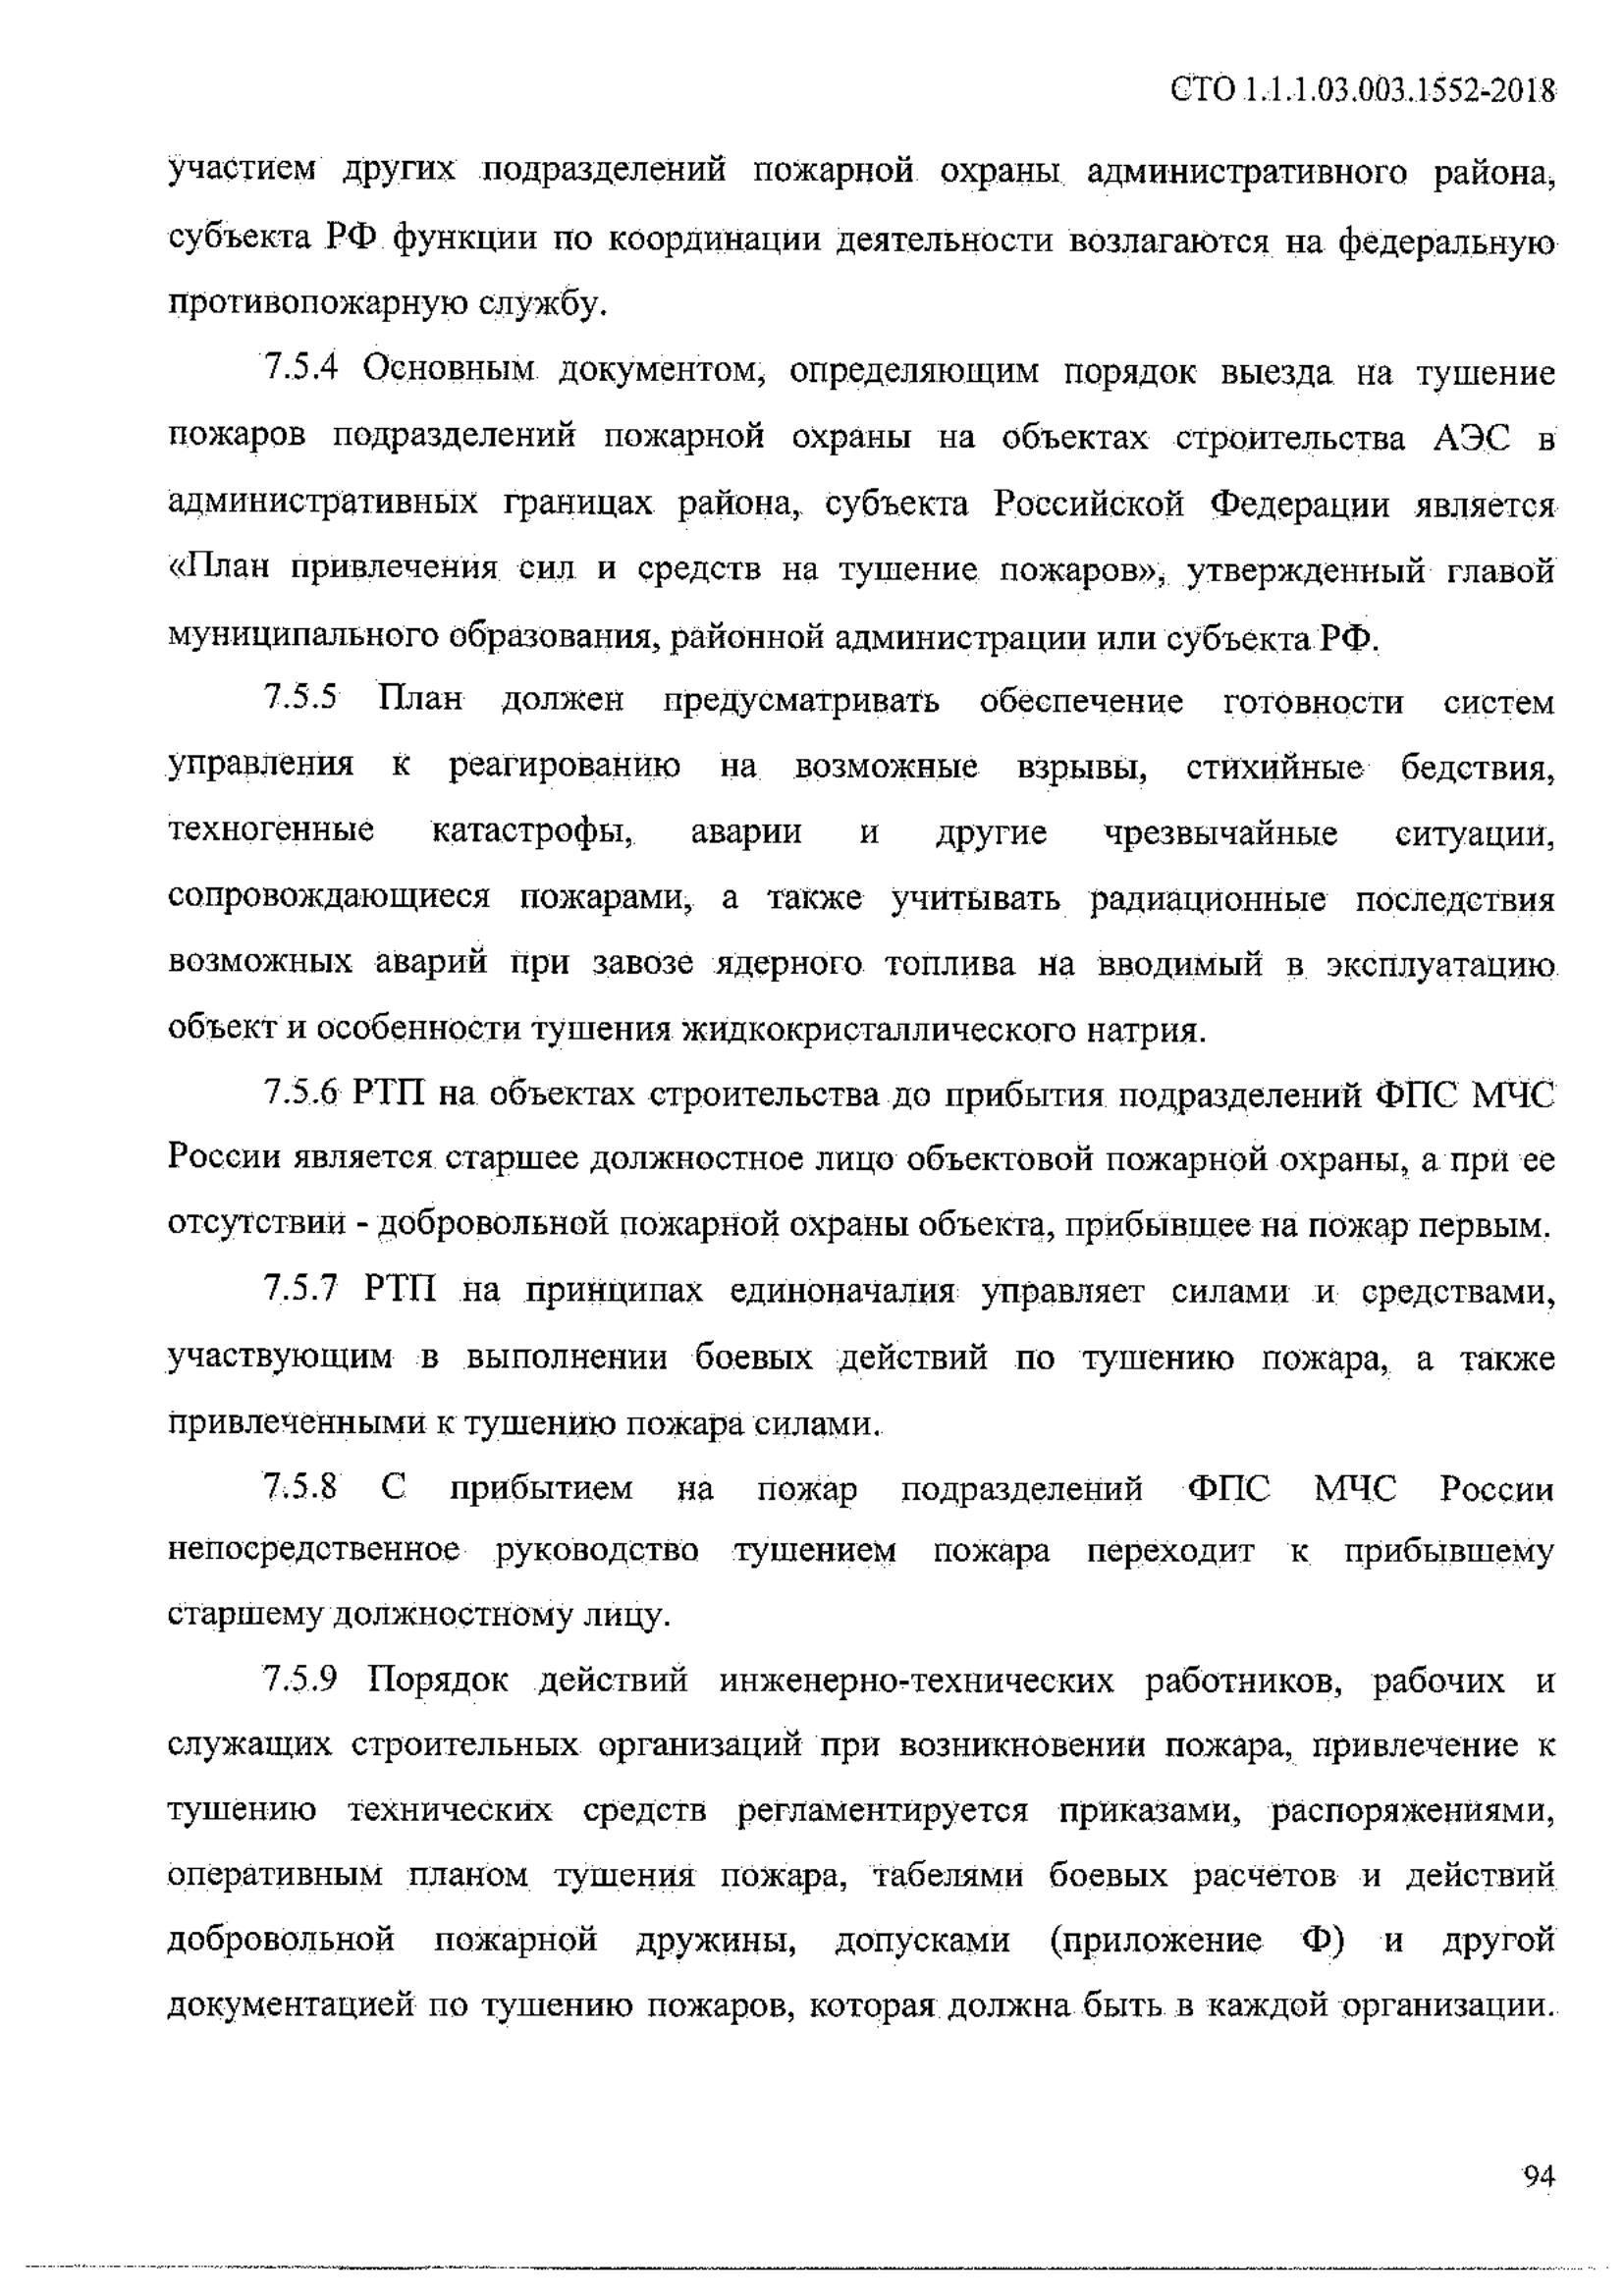 СТО 1.1.1.03.003.1552-2018
участием других подразделений пожарной охраны административного района,
субъекта РФ функции по координации деятельности возлагаются на федеральную
противопожарную службу.
7.5.4 Основным документом, определяющим порядок выезда на тушение
пожаров подразделений пожарной охраны на объектах строительства АЭС в
административных границах района, субъекта Российской Федерации является
«План привлечения сил и средств на тушение пожаров», утвержденный главой
муниципального образования, районной администрации или субъекта РФ.
7.5.5 План должен предусматривать обеспечение готовности систем
управления к реагированию на возможные взрывы, стихийные бедствия,
техногенные катастрофы, аварии и другие чрезвычайные ситуации,
сопровождающиеся пожарами, а также учитывать радиационные последствия
возможных аварий при завозе ядерного топлива на вводимый в эксплуатацию
объект и особенности тушения жидкокристаллического натрия.
7.5.6 РТП на объектах строительства до прибытия подразделений ФПС МЧС
России является старшее должностное лицо объектовой пожарной охраны, а при ее
отсутствии - добровольной пожарной охраны объекта, прибывшее на пожар первым.
7.5.7 РТП на принципах единоначалия управляет силами и средствами,
участвующим в выполнении боевых действий по тушению пожара, а также
привлеченными к тушению пожара силами.
7.5.8 С прибытием на пожар подразделений ФПС МЧС России
непосредственное руководство тушением пожара переходит к прибывшему
старшему должностному лицу.
7.5.9 Порядок действий инженерно-технических работников, рабочих и
служащих строительных организаций при возникновении пожара, привлечение к
тушению технических средств регламентируется приказами, распоряжениями,
оперативным планом тушения пожара, табелями боевых расчетов и действий
добровольной пожарной дружины, допусками (приложение Ф) и другой
документацией по тушению пожаров, которая должна быть в каждой организации.
94